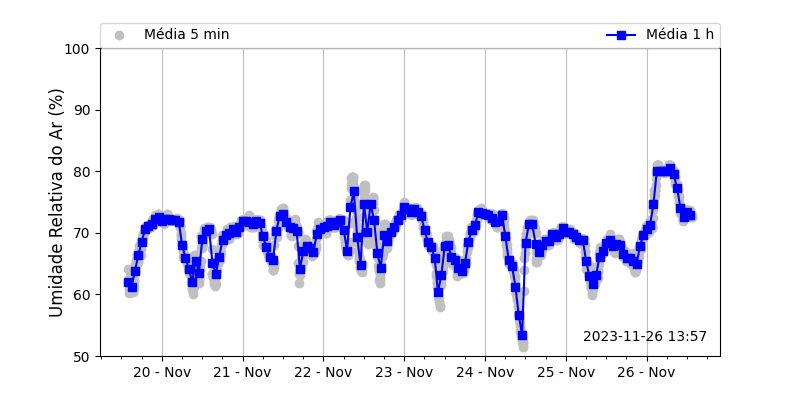 Média 5 min
Média 1 h
Umidade Relativa do Ar (%)
100
90
80
70
60
50
2023-11-26 13:57
20 - Nov
21 - Nov
22 - Nov
23 - Nov
24 - Nov
25 - Nov
26 - Nov